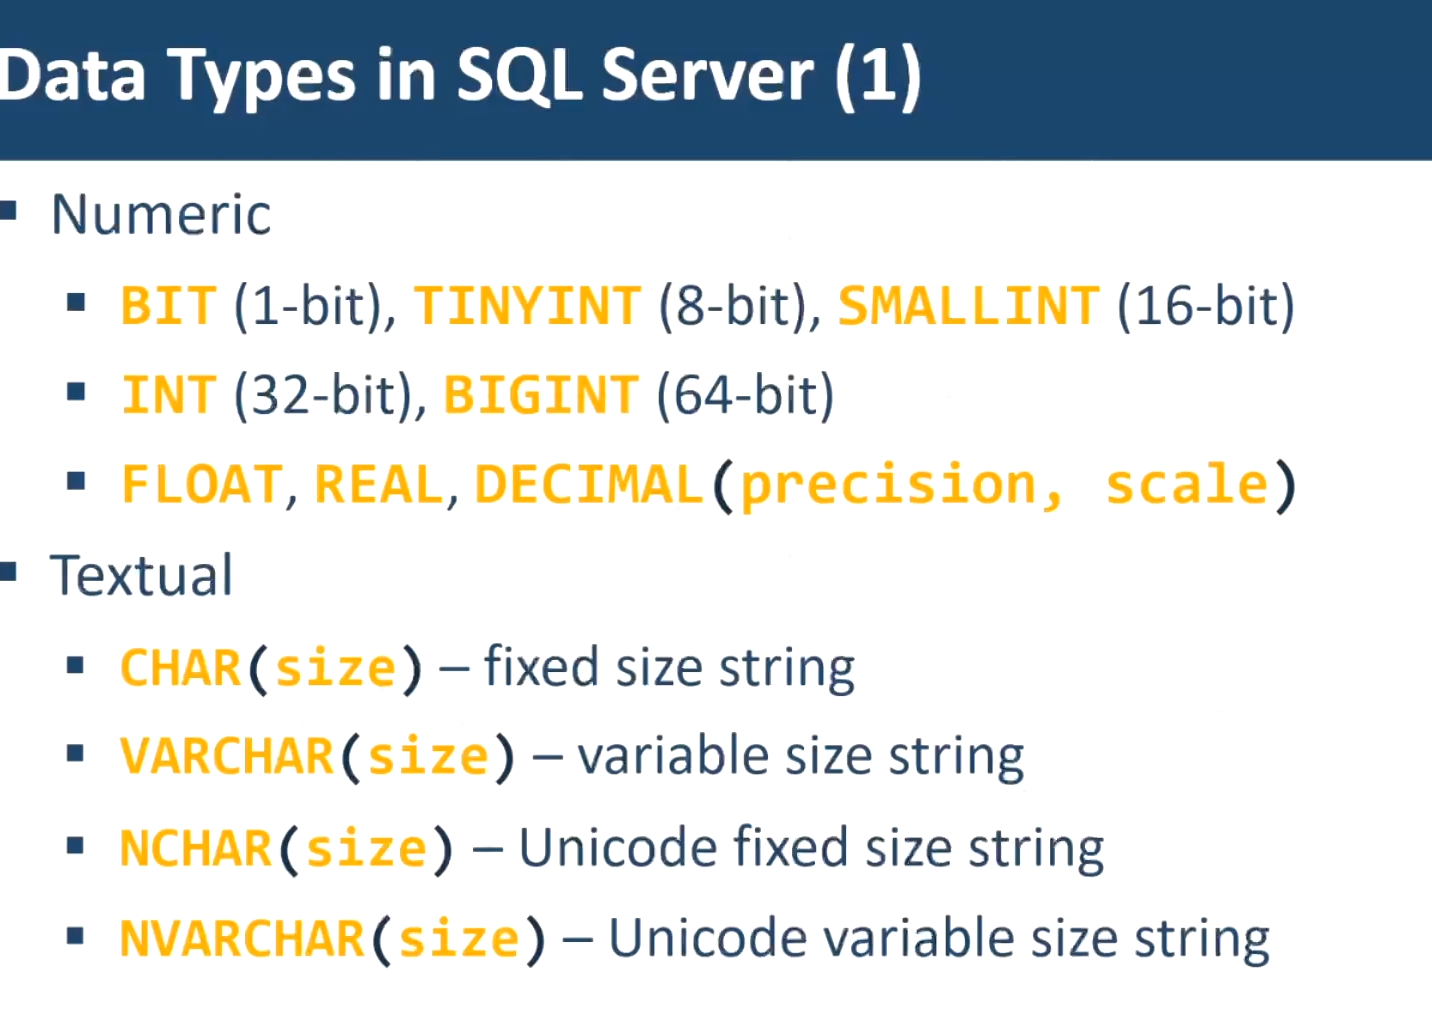 Data Types in SQL Server (1)
▪ Numeric
▪ BIT (1-bit), TINYINT (8-bit), SMALLINT (16-bit)
▪ INT (32-bit), BIGINT (64-bit)
▪ FLOAT, REAL, DECIMAL(precision, scale)
▪ Textual
▪ CHAR(size) – fixed size string
▪ VARCHAR(size) – variable size string
▪ NCHAR(size) – Unicode fixed size string
▪ NVARCHAR(size) – Unicode variable size string